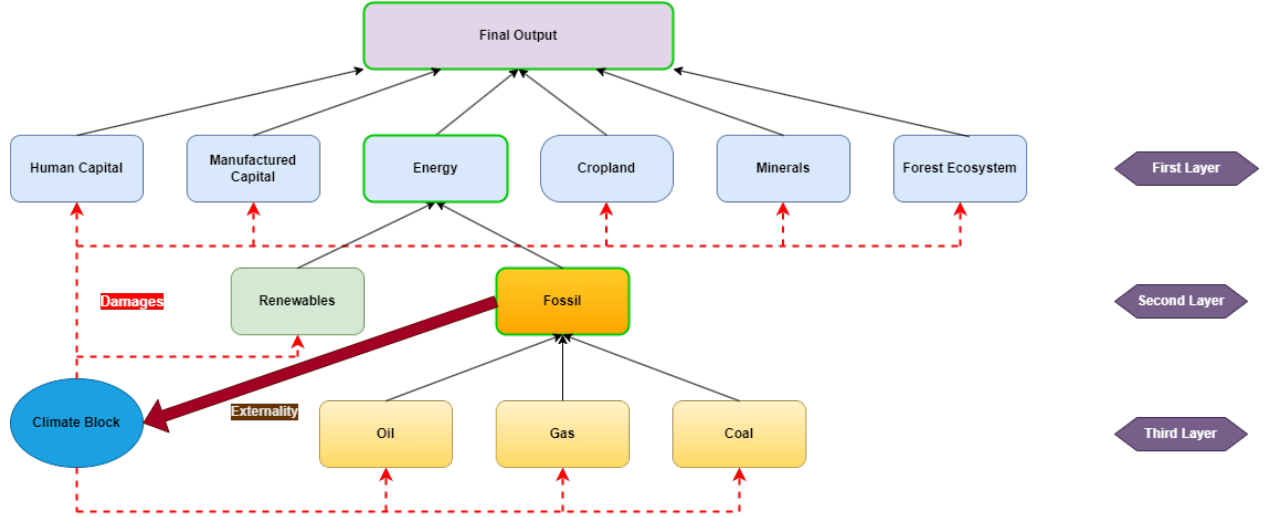 Final Output
Human Capital
Manufactured
Capital
Energy
Cropland
Minerals
Forest Ecosystem
First Layer
Damages
Renewables
Fossil
Second Layer
Climate Block
Externality
Oil
Gas
Coal
Third Layer